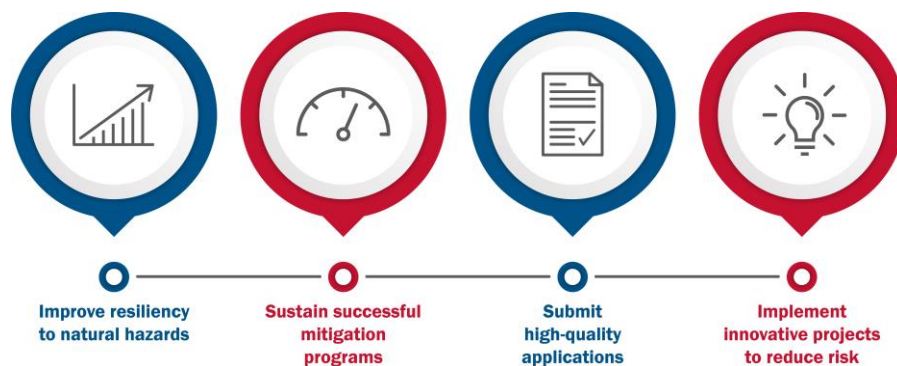 Improve resiliency
to natural hazards
Sustain successful
mitigation
programs
Submit
high-quality
applications
Implement
innovative projects
to reduce risk